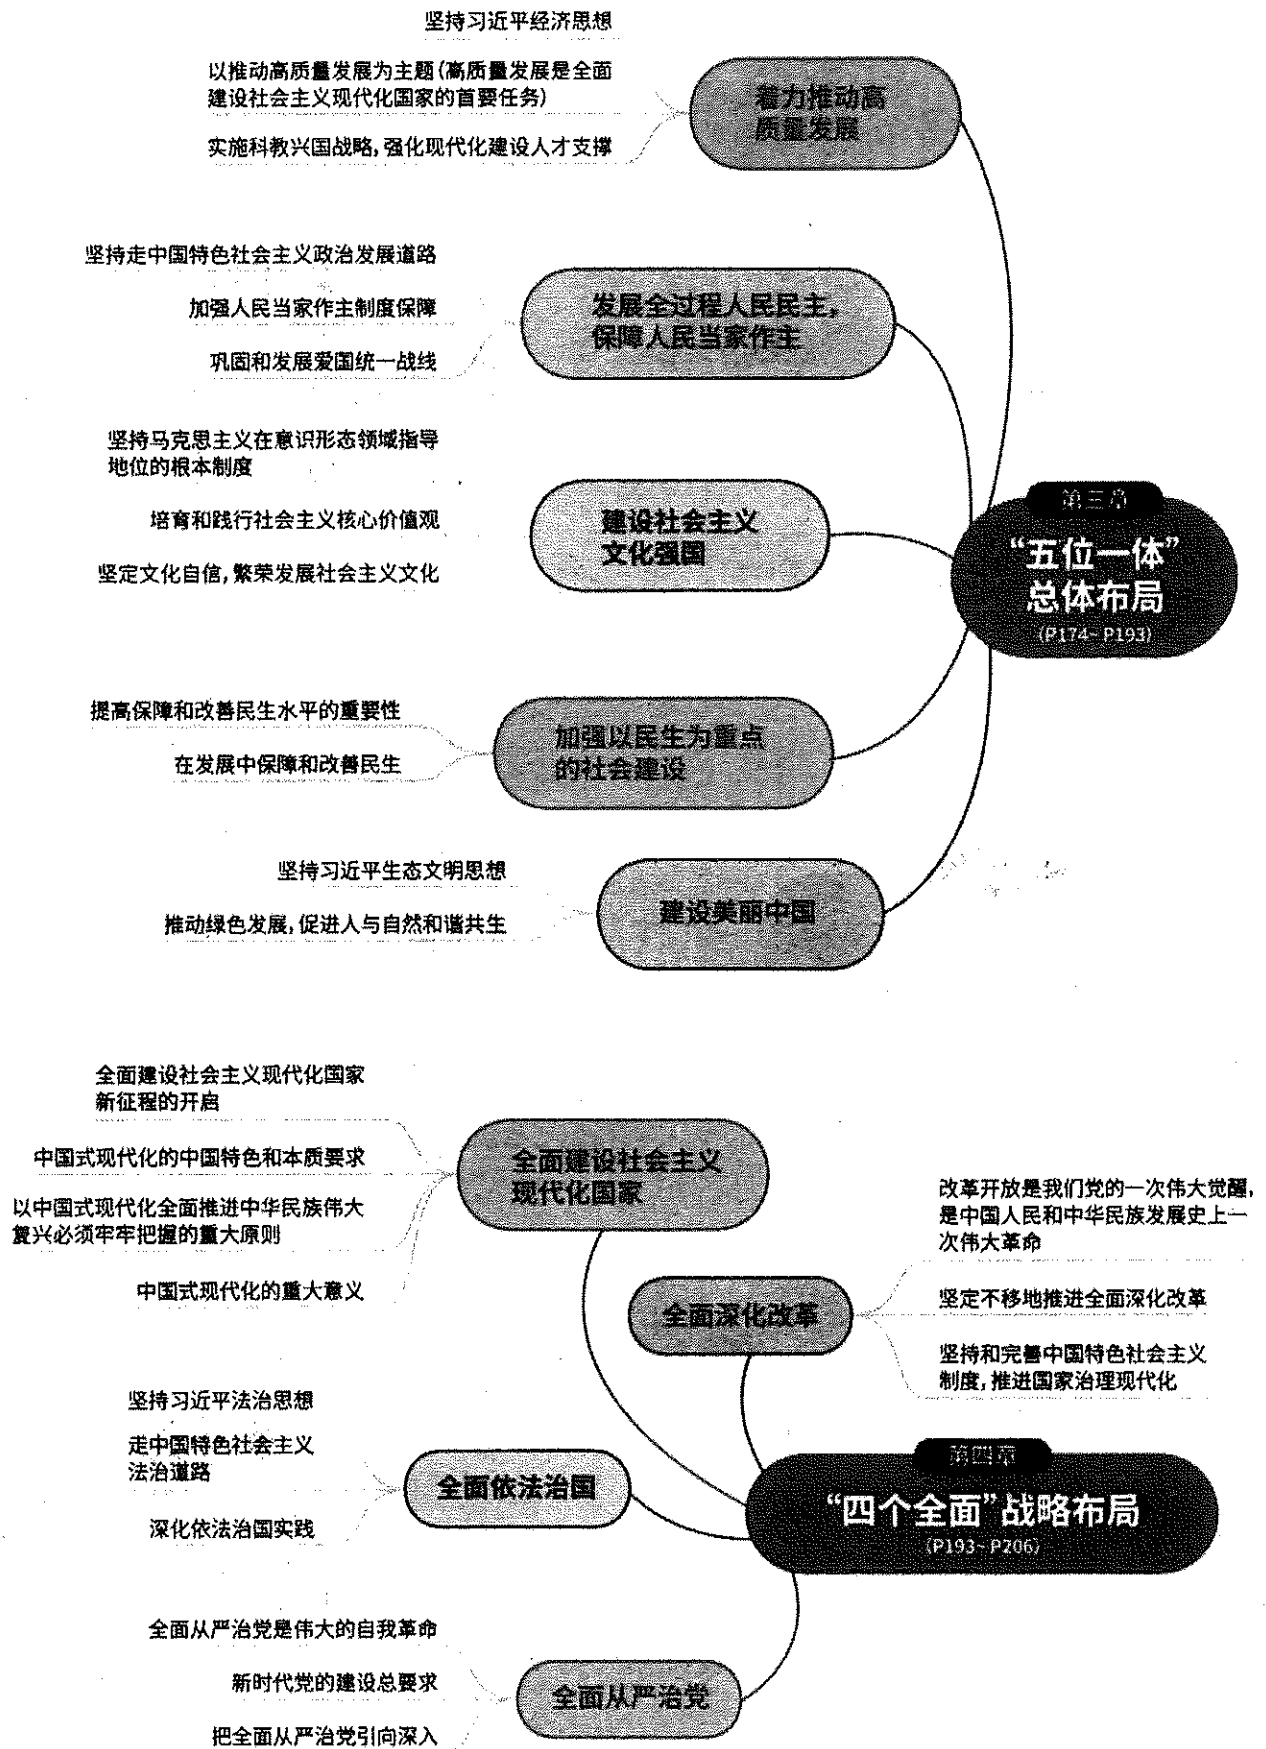 坚持习近平经济思想
以推动高质量发展为主题(高质量发展是全面
建设社会主义现代化国家的首要任务)
实施科教兴国战略,强化现代化建设人才支撑
着力推动高
质量发展
坚持走中国特色社会主义政治发展道路
加强人民当家作主制度保障
巩固和发展爱国统一战线
发展全过程人民民主,
保障人民当家作主
坚持马克思主义在意识形态领域指导
地位的根本制度
培育和践行社会主义核心价值观
坚定文化自信,繁荣发展社会主义文化
建设社会主义
文化强国
第三章
“五位一体”
总体布局
(P174~P193)
提高保障和改善民生水平的重要性
在发展中保障和改善民生
加强以民生为重点
的社会建设
坚持习近平生态文明思想
推动绿色发展,促进人与自然和谐共生
建设美丽中国
全面建设社会主义现代化国家
新征程的开启
中国式现代化的中国特色和本质要求
以中国式现代化全面推进中华民族伟大
复兴必须牢牢把握的重大原则
中国式现代化的重大意义
全面建设社会主义
现代化国家
改革开放是我们党的一次伟大觉醒,
是中国人民和中华民族发展史上一
次伟大革命
坚定不移地推进全面深化改革
坚持和完善中国特色社会主义
制度,推进国家治理现代化
全面深化改革
坚持习近平法治思想
走中国特色社会主义
法治道路
深化依法治国实践
全面依法治国
第四章
“四个全面”战略布局
(P193~P206)
全面从严治党是伟大的自我革命
新时代党的建设总要求
把全面从严治党引向深入
全面从严治党